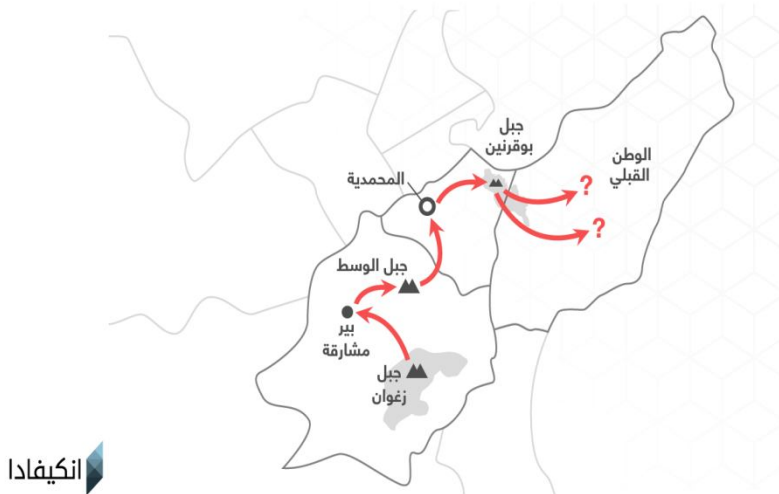 جبل
بوقرنين
الوطن
القبلي
المحمدية
?
?
جبل الوسط
بير
مشارقة
جبل
زغوان
انكيفادا